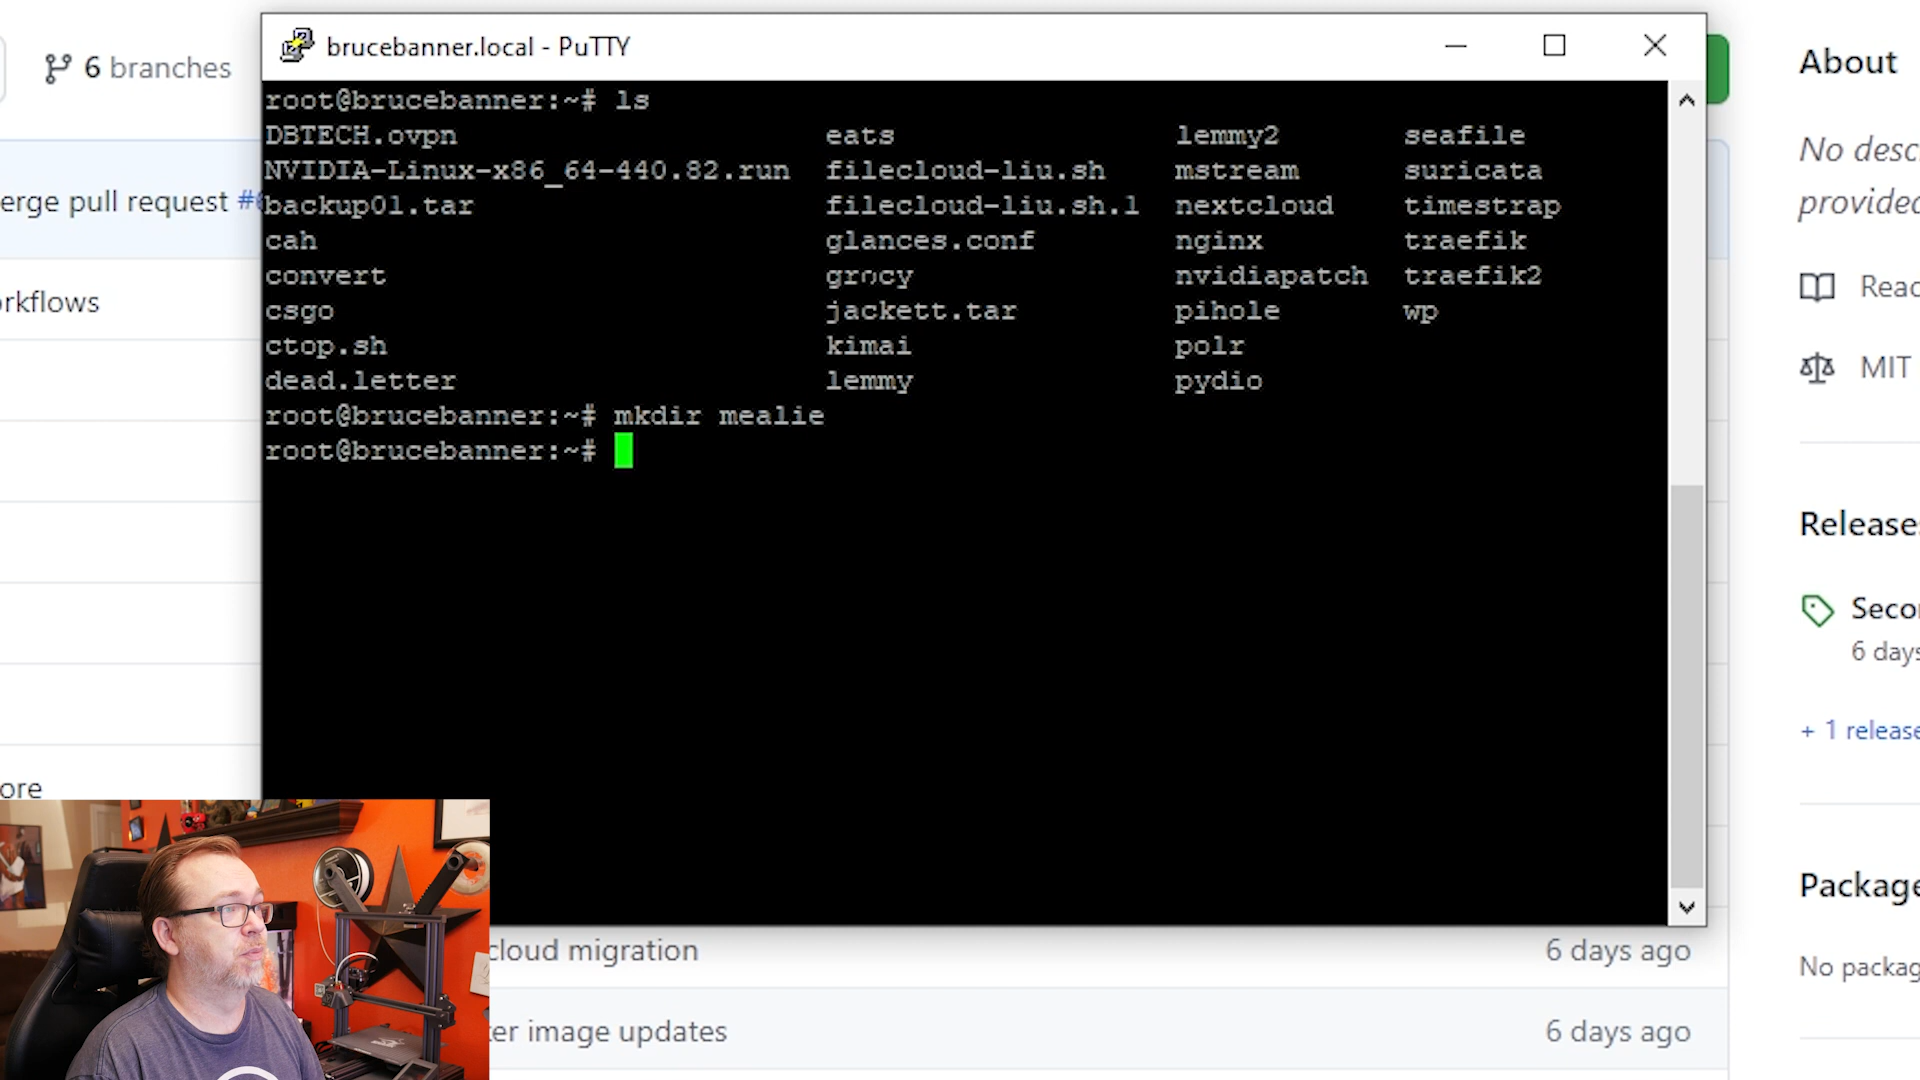 6 branches
brucebanner.local - PuTTY
About
root@brucebanner:~# ls
DBTECH.ovpn eats lemmy2 seafile
NVIDIA-Linux-x86_64-440.82.run filecloud-liu.sh mstream suricata
backup01.tar filecloud-liu.sh.1 nextcloud timestrap
cah glances.conf nginx traefik
convert grocy nvidiapatch traefik2
csgo jackett.tar pihole wp
ctop.sh kimai polr
dead.letter lemmy pydio
root@brucebanner:~# mkdir mealie
root@brucebanner:~#
erge pull request #
rkflows
ore
No desc
provided
Read
MIT
Releases
Seco
6 days
+ 1 release
Package
No packag
cloud migration 6 days ago
er image updates 6 days ago